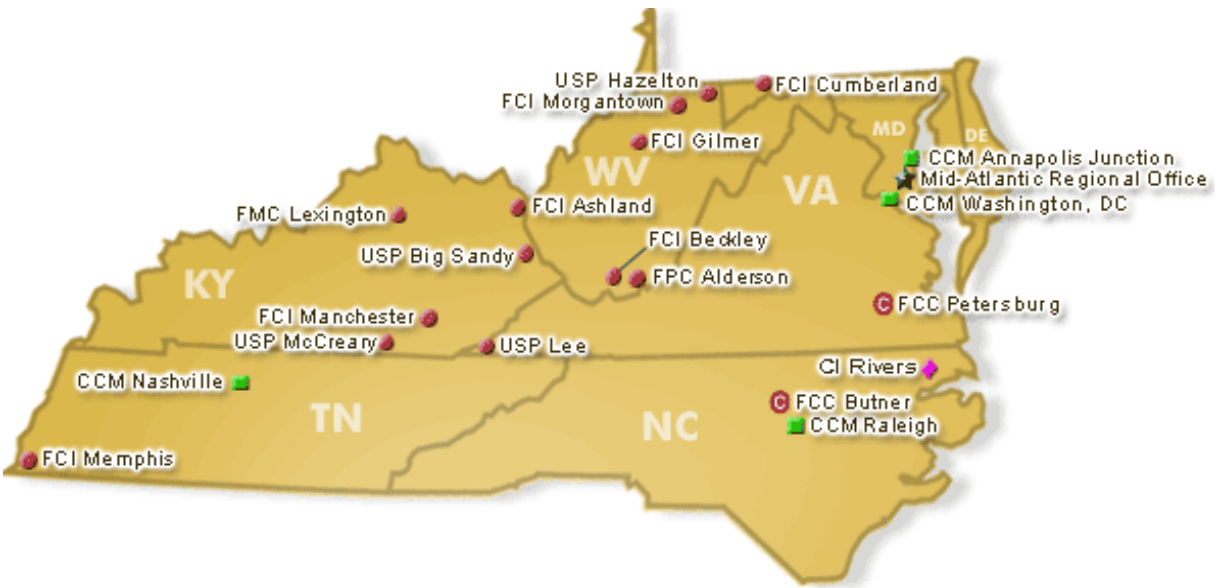 USP Hazelton
FCI Cumberland
FCI Morgantown
MD
DE
FCI Gilmer
CCM Annapolis Junction
WV
VA
Mid-Atlantic Regional Office
FMC Lexington
FCI Ashland
CCM Washington, DC
FCI Beckley
USP Big Sandy
KY
FPC Alderson
C FCC Petersburg
FCI Manchester
USP McCreary
USP Lee
CI Rivers
CCM Nashville
C FCC Butner
TN
NC
CCM Raleigh
FCI Memphis